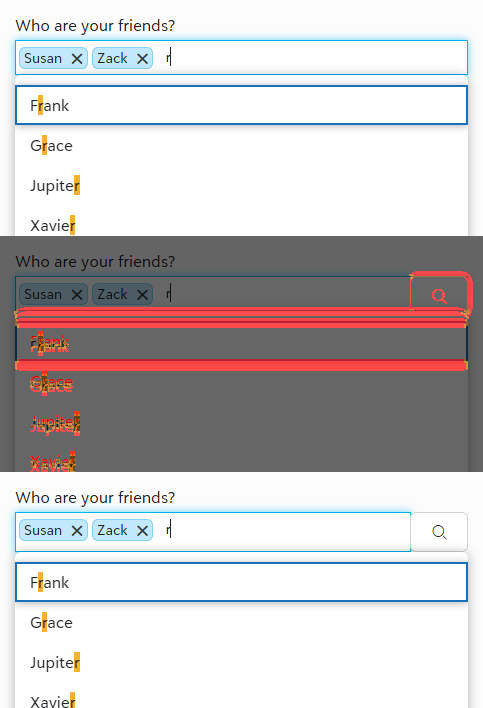 Who are your friends?
Susan Zack r
Frank
Grace
Jupiter
Xavier
Who are your friends?
Susan Zack r
Frank
Grace
Jupiter
Xavier
Who are your friends?
Susan Zack r
Frank
Grace
Jupiter
Xavier